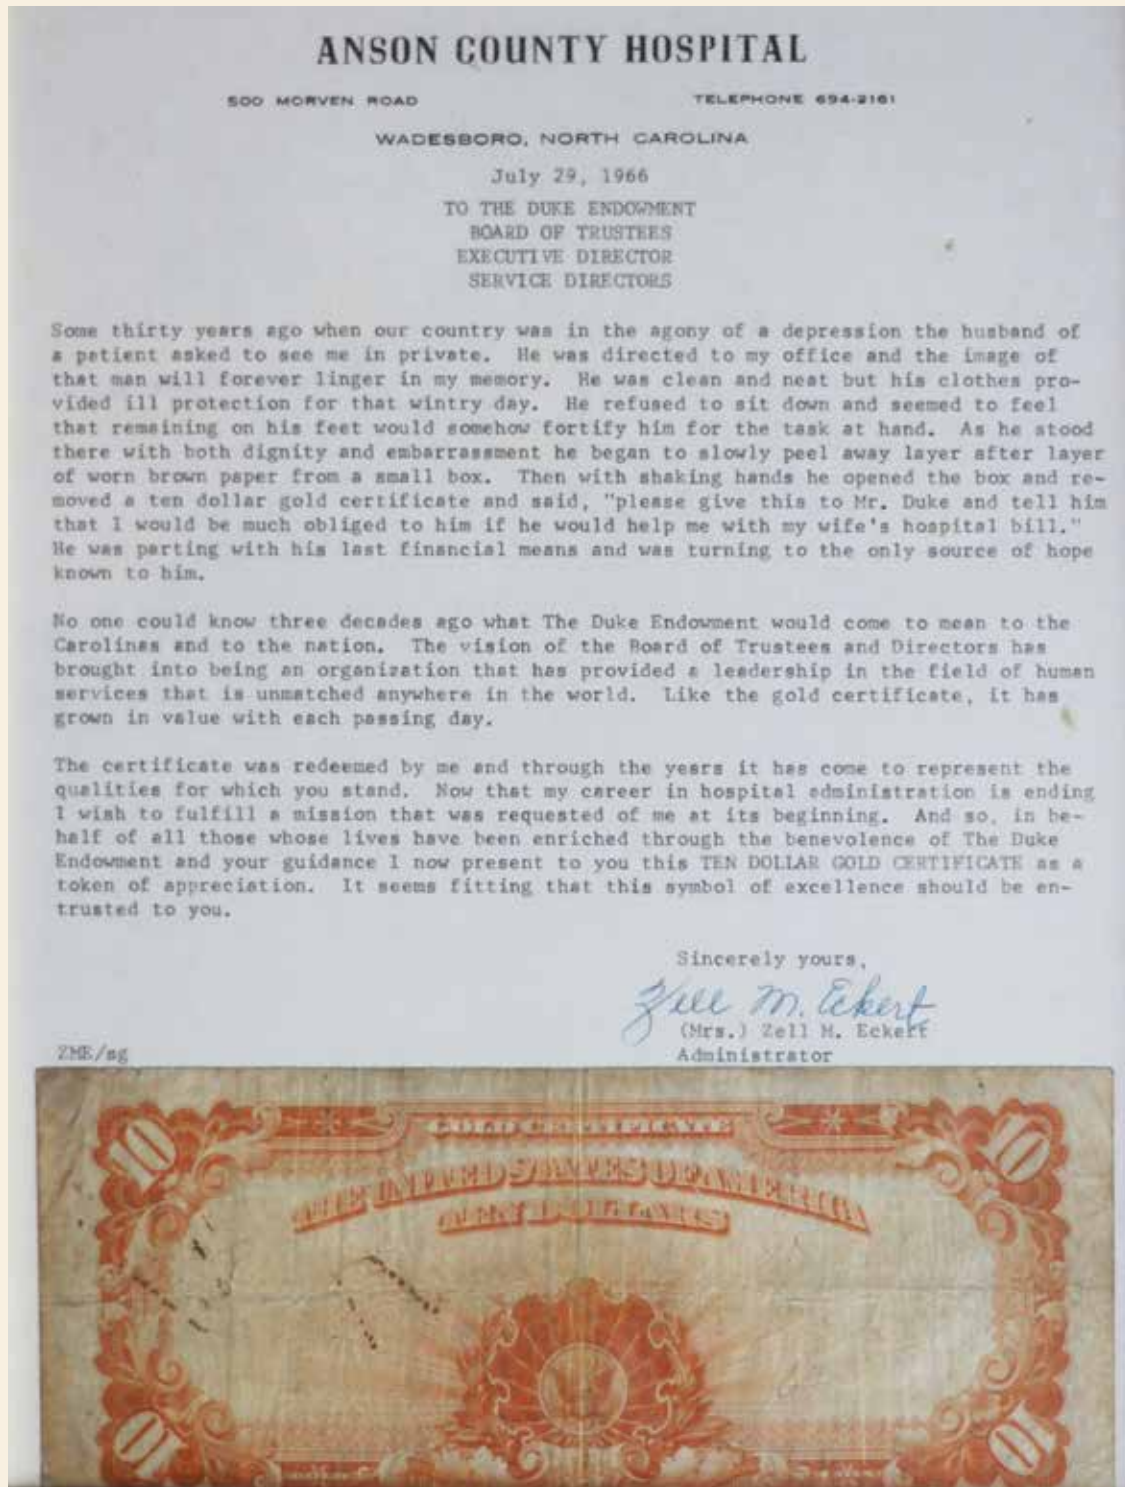 ANSON COUNTY HOSPITAL
500 MORVEN ROAD TELEPHONE 694-2161
WADESBORO, NORTH CAROLINA
July 29, 1966
TO THE DUKE ENDOWMENT
BOARD OF TRUSTEES
EXECUTIVE DIRECTOR
SERVICE DIRECTORS
Some thirty years ago when our country was in the agony of a depression the husband of
a patient asked to see me in private. He was directed to my office and the image of
that man will forever linger in my memory. He was clean and neat but his clothes pro-
vided ill protection for that wintry day. He refused to sit down and seemed to feel
that remaining on his feet would somehow fortify him for the task at hand. As he stood
there with both dignity and embarrassment he began to slowly peel away layer after layer
of worn brown paper from a small box. Then with shaking hands he opened the box and re-
moved a ten dollar gold certificate and said, "please give this to Mr. Duke and tell him
that I would be much obliged to him if he would help me with my wife's hospital bill."
He was parting with his last financial means and was turning to the only source of hope
known to him.
No one could know three decades ago what The Duke Endowment would come to mean to the
Carolinas and to the nation. The vision of the Board of Trustees and Directors has
brought into being an organization that has provided a leadership in the field of human
services that is unmatched anywhere in the world. Like the gold certificate, it has
grown in value with each passing day.
The certificate was redeemed by me and through the years it has come to represent the
qualities for which you stand. Now that my career in hospital administration is ending
I wish to fulfill a mission that was requested of me at its beginning. And so, in be-
half of all those whose lives have been enriched through the benevolence of The Duke
Endowment and your guidance I now present to you this TEN DOLLAR GOLD CERTIFICATE as a
token of appreciation. It seems fitting that this symbol of excellence should be en-
trusted to you.
Sincerely yours,
Zell M. Eckert
(Mrs.) Zell M. Eckert
ZME/sg Administrator
10 GOLD CERTIFICATE 10
THE UNITED STATES OF AMERICA
TEN DOLLARS
10 10